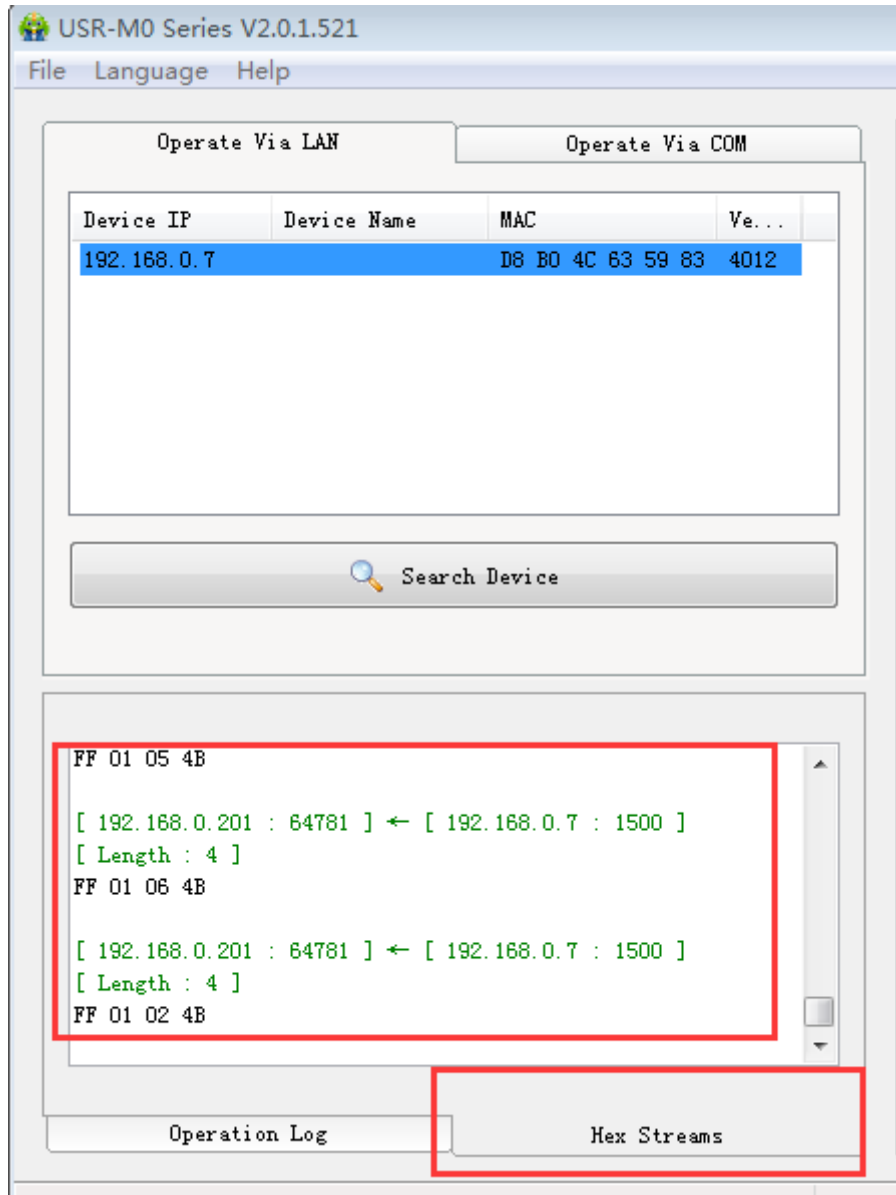 USR-M0 Series V2.0.1.521
File Language Help
Operate Via LAN Operate Via COM
Device IP Device Name MAC Ve...
192.168.0.7 D8 B0 4C 63 59 83 4012
Search Device
FF 01 05 4B
[ 192.168.0.201 : 64781 ] ← [ 192.168.0.7 : 1500 ]
[ Length : 4 ]
FF 01 06 4B
[ 192.168.0.201 : 64781 ] ← [ 192.168.0.7 : 1500 ]
[ Length : 4 ]
FF 01 02 4B
Operation Log Hex Streams